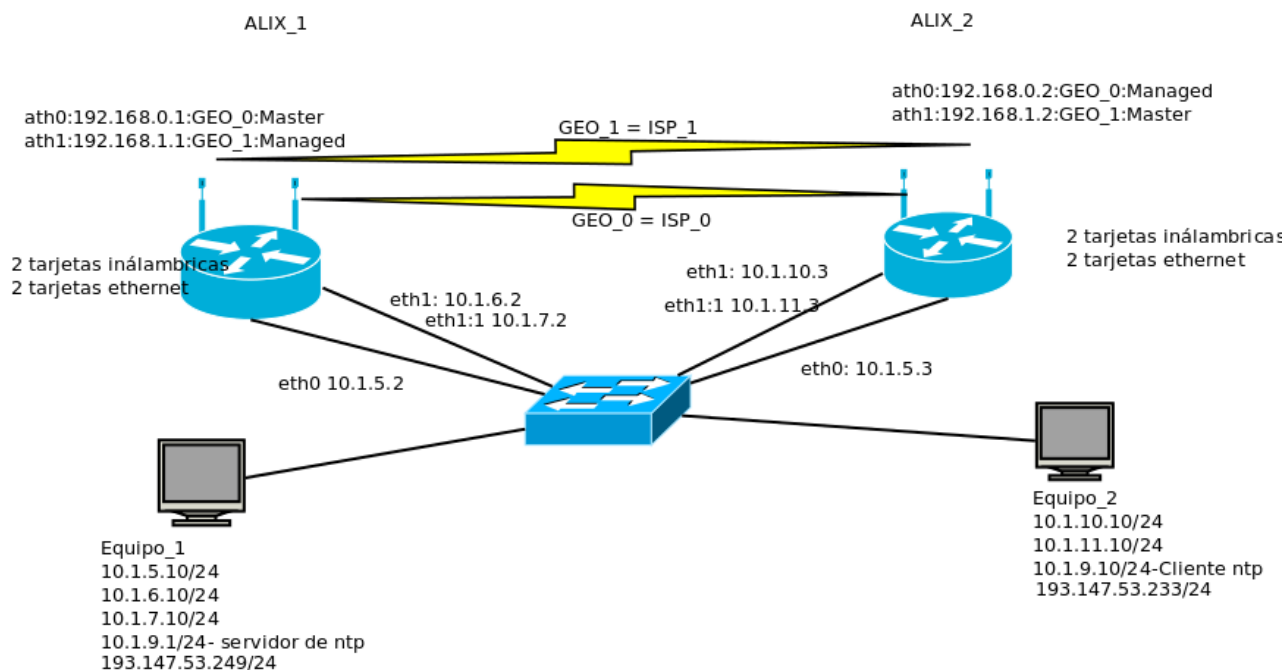 ALIX_1
ALIX_2
ath0:192.168.0.1:GEO_0:Master
ath1:192.168.1.1:GEO_1:Managed
ath0:192.168.0.2:GEO_0:Managed
ath1:192.168.1.2:GEO_1:Master
GEO_1 = ISP_1
GEO_0 = ISP_0
2 tarjetas inálambricas
2 tarjetas ethernet
2 tarjetas inálambricas
2 tarjetas ethernet
eth1: 10.1.6.2
eth1:1 10.1.7.2
eth1: 10.1.10.3
eth1:1 10.1.11.3
eth0 10.1.5.2
eth0: 10.1.5.3
Equipo_1
10.1.5.10/24
10.1.6.10/24
10.1.7.10/24
10.1.9.1/24- servidor de ntp
193.147.53.249/24
Equipo_2
10.1.10.10/24
10.1.11.10/24
10.1.9.10/24-Cliente ntp
193.147.53.233/24